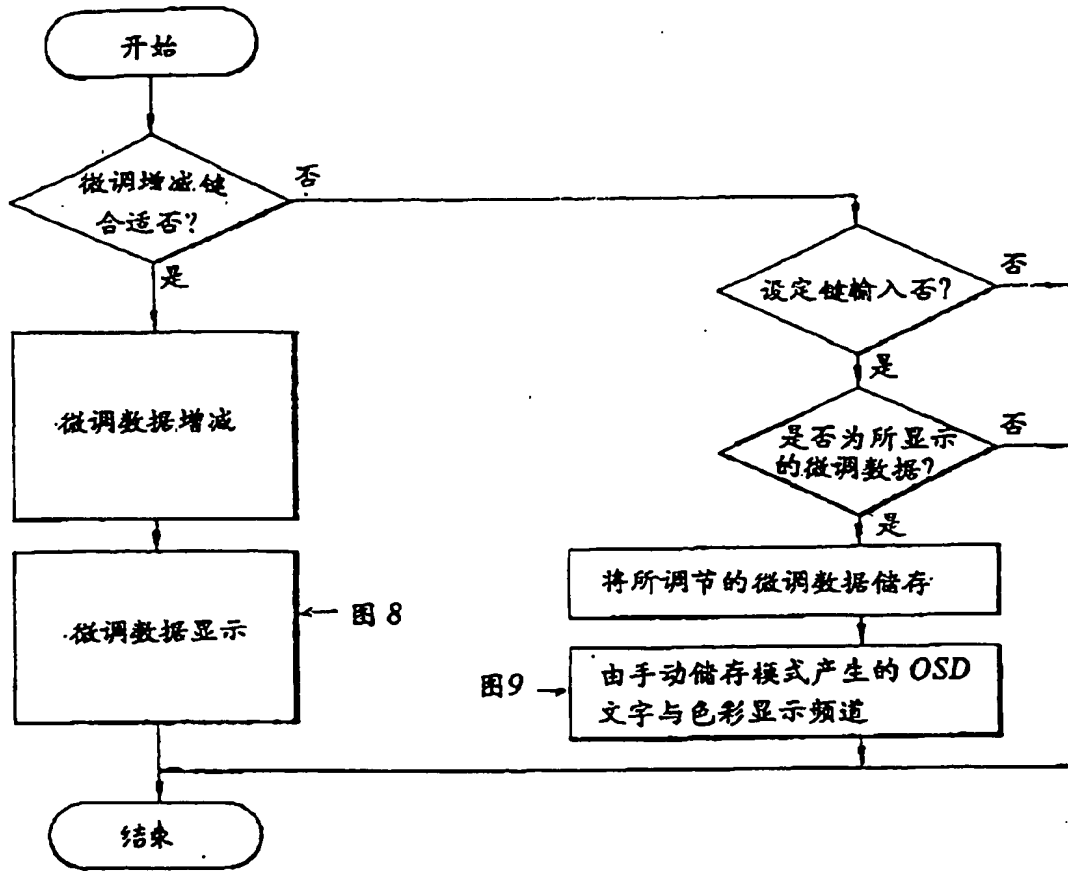 开始
微调增减键
合适否?
否
是
设定键输入否?
否
是
微调数据增减
是否为所显示
的微调数据?
否
是
将所调节的微调数据储存
微调数据显示
图8
图9
由手动储存模式产生的OSD
文字与色彩显示频道
结束